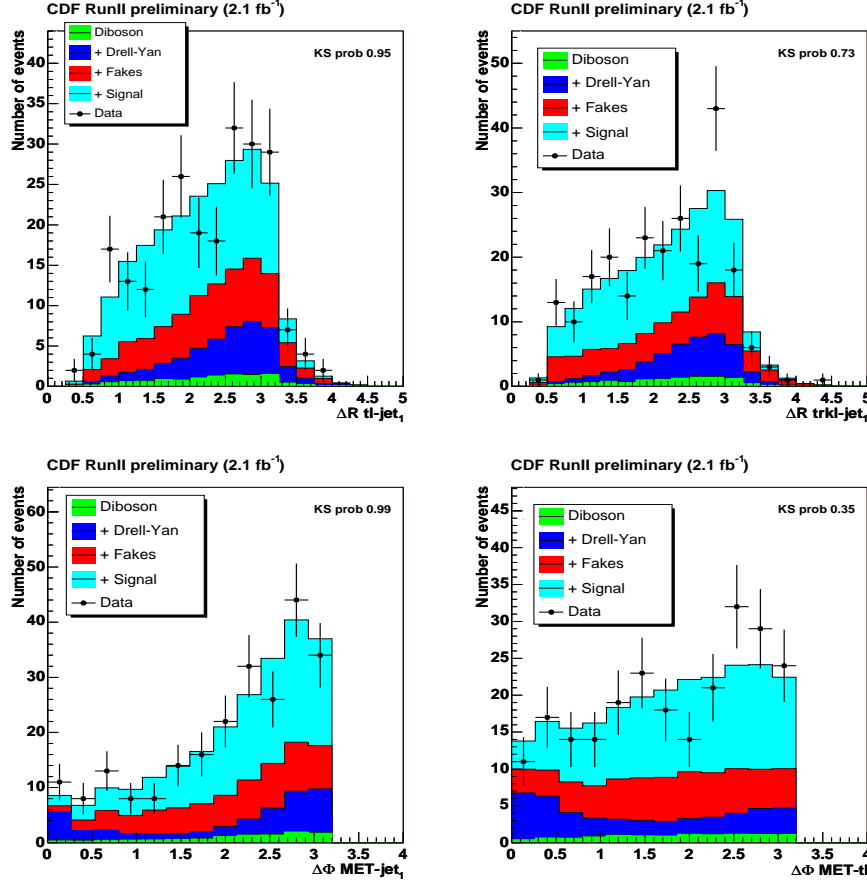 CDF RunII preliminary (2.1 fb⁻¹)
Number of events
KS prob 0.95
Diboson
+ Drell-Yan
+ Fakes
+ Signal
Data
40
35
30
25
20
15
10
5
0
0 0.5 1 1.5 2 2.5 3 3.5 4 4.5 5
ΔR tl-jet₁
CDF RunII preliminary (2.1 fb⁻¹)
Number of events
KS prob 0.73
Diboson
+ Drell-Yan
+ Fakes
+ Signal
Data
50
40
30
20
10
0
0 0.5 1 1.5 2 2.5 3 3.5 4 4.5 5
ΔR trkl-jet₁
CDF RunII preliminary (2.1 fb⁻¹)
Number of events
KS prob 0.99
Diboson
+ Drell-Yan
+ Fakes
+ Signal
Data
60
50
40
30
20
10
0
0 0.5 1 1.5 2 2.5 3 3.5 4
ΔΦ MET-jet₁
CDF RunII preliminary (2.1 fb⁻¹)
Number of events
KS prob 0.35
Diboson
+ Drell-Yan
+ Fakes
+ Signal
Data
45
40
35
30
25
20
15
10
5
0
0 0.5 1 1.5 2 2.5 3 3.5 4
ΔΦ MET-tl